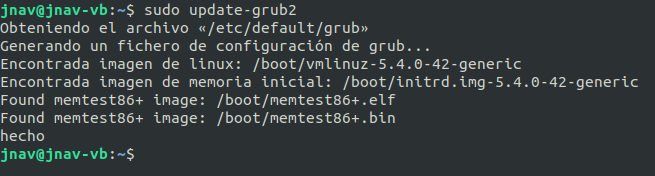 jnav@jnav-vb:~$ sudo update-grub2
Obteniendo el archivo «/etc/default/grub»
Generando un fichero de configuración de grub...
Encontrada imagen de linux: /boot/vmlinuz-5.4.0-42-generic
Encontrada imagen de memoria inicial: /boot/initrd.img-5.4.0-42-generic
Found memtest86+ image: /boot/memtest86+.elf
Found memtest86+ image: /boot/memtest86+.bin
hecho
jnav@jnav-vb:~$